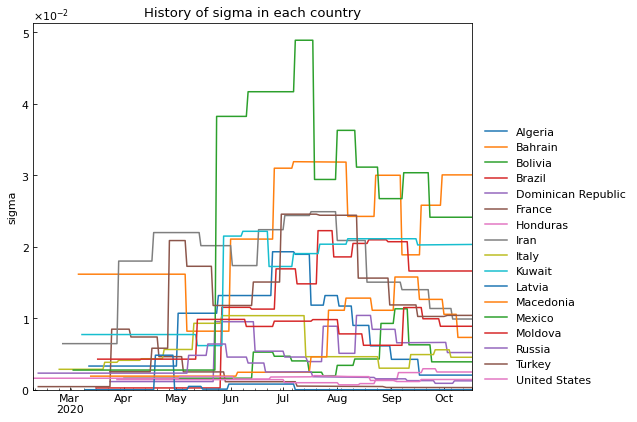 ×10⁻²
History of sigma in each country
5
4
3
2
1
0
sigma
Mar
2020
Apr
May
Jun
Jul
Aug
Sep
Oct
Algeria
Bahrain
Bolivia
Brazil
Dominican Republic
France
Honduras
Iran
Italy
Kuwait
Latvia
Macedonia
Mexico
Moldova
Russia
Turkey
United States